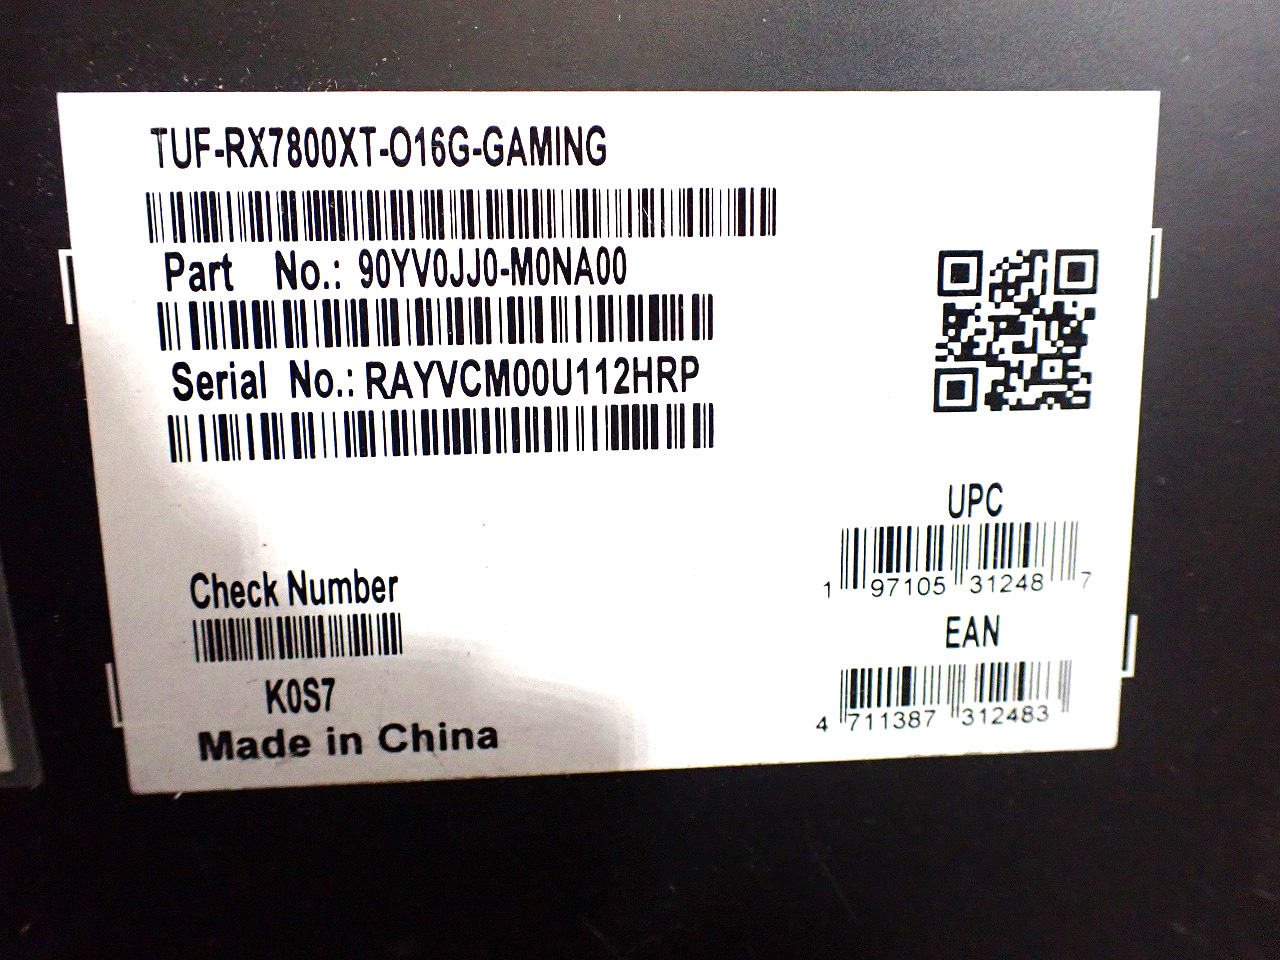 TUF-RX7800XT-O16G-GAMING
Part No.: 90YV0JJ0-M0NA00
Serial No.: RAYVCM00U112HRP
UPC
1 97105 31248 7
Check Number
EAN
K0S7
4 711387 312483
Made in China